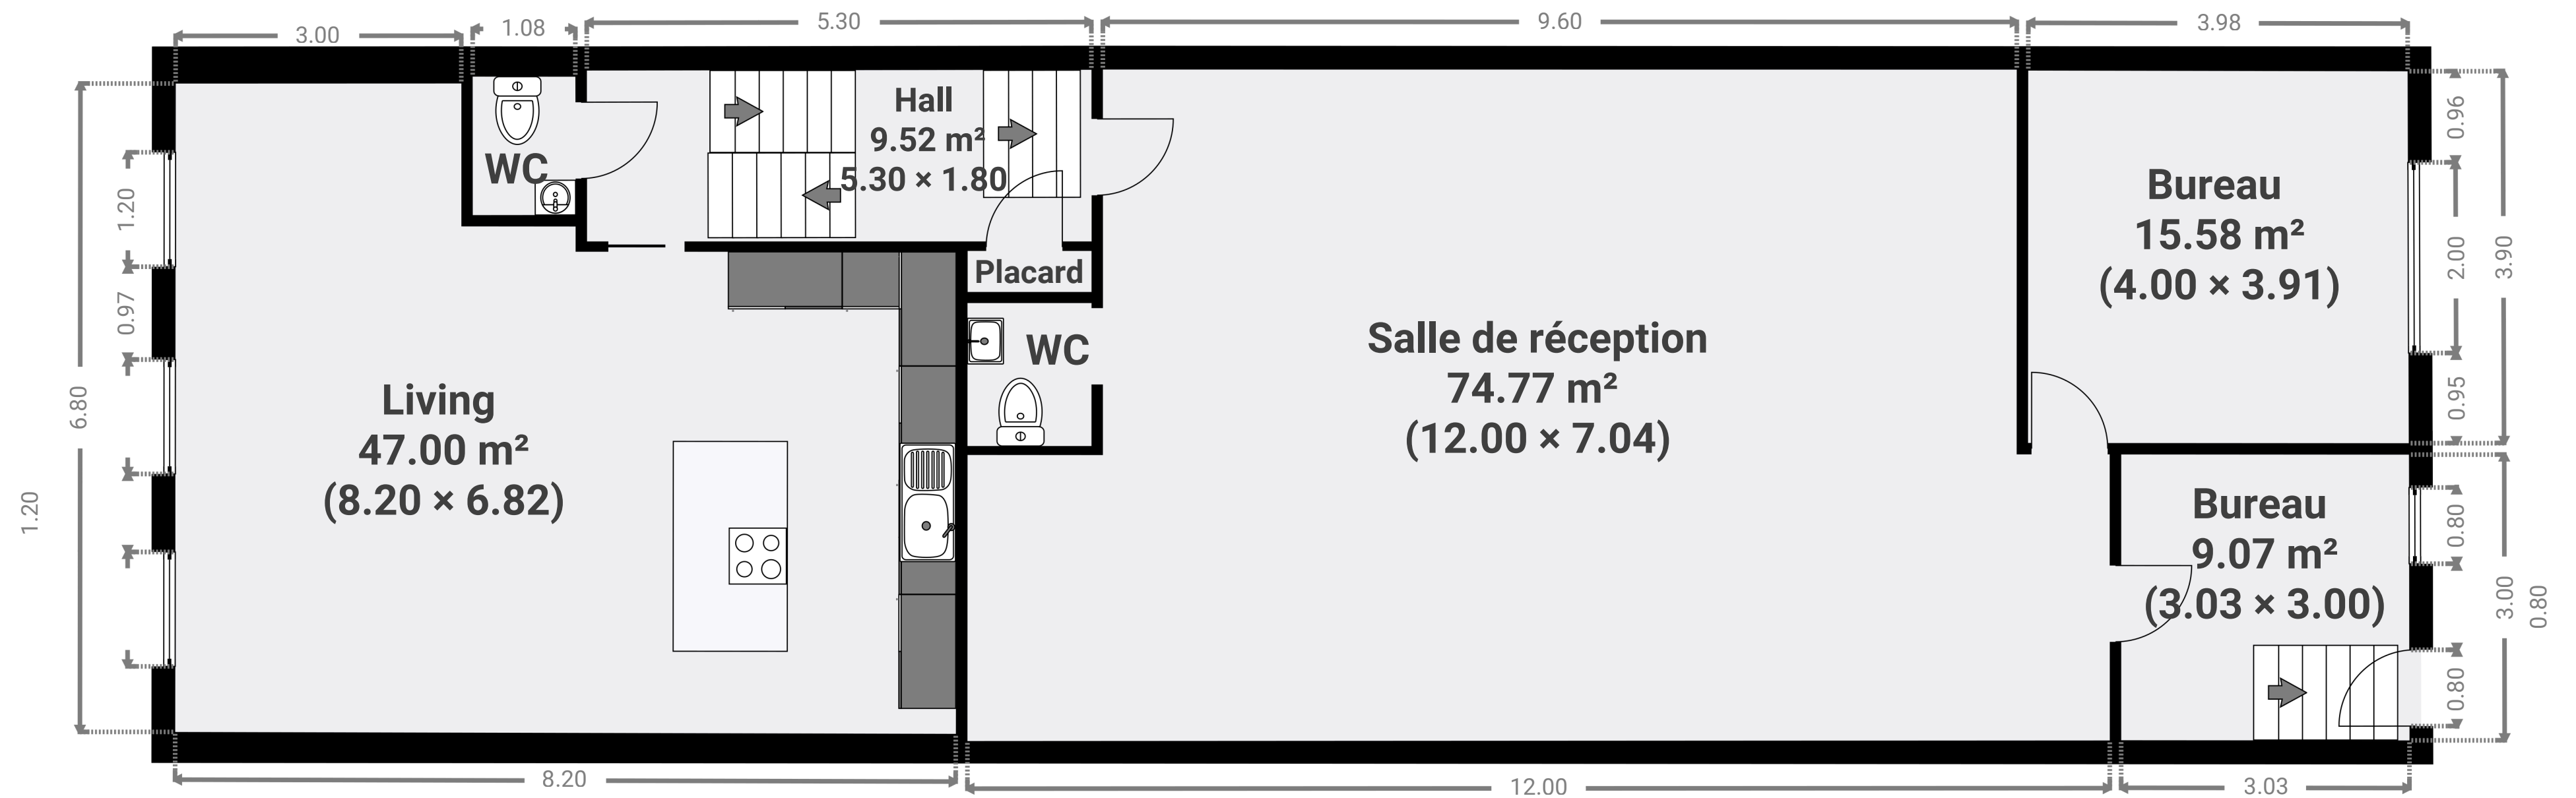 3.00
1.08
5.30
9.60
3.98
Hall
9.52 m²
5.30 × 1.80
WC
Placard
WC
Living
47.00 m²
(8.20 × 6.82)
Salle de réception
74.77 m²
(12.00 × 7.04)
Bureau
15.58 m²
(4.00 × 3.91)
Bureau
9.07 m²
(3.03 × 3.00)
1.20
6.80
1.20
0.97
0.96
2.00
0.95
3.90
0.80
0.80
3.00
0.80
8.20
12.00
3.03